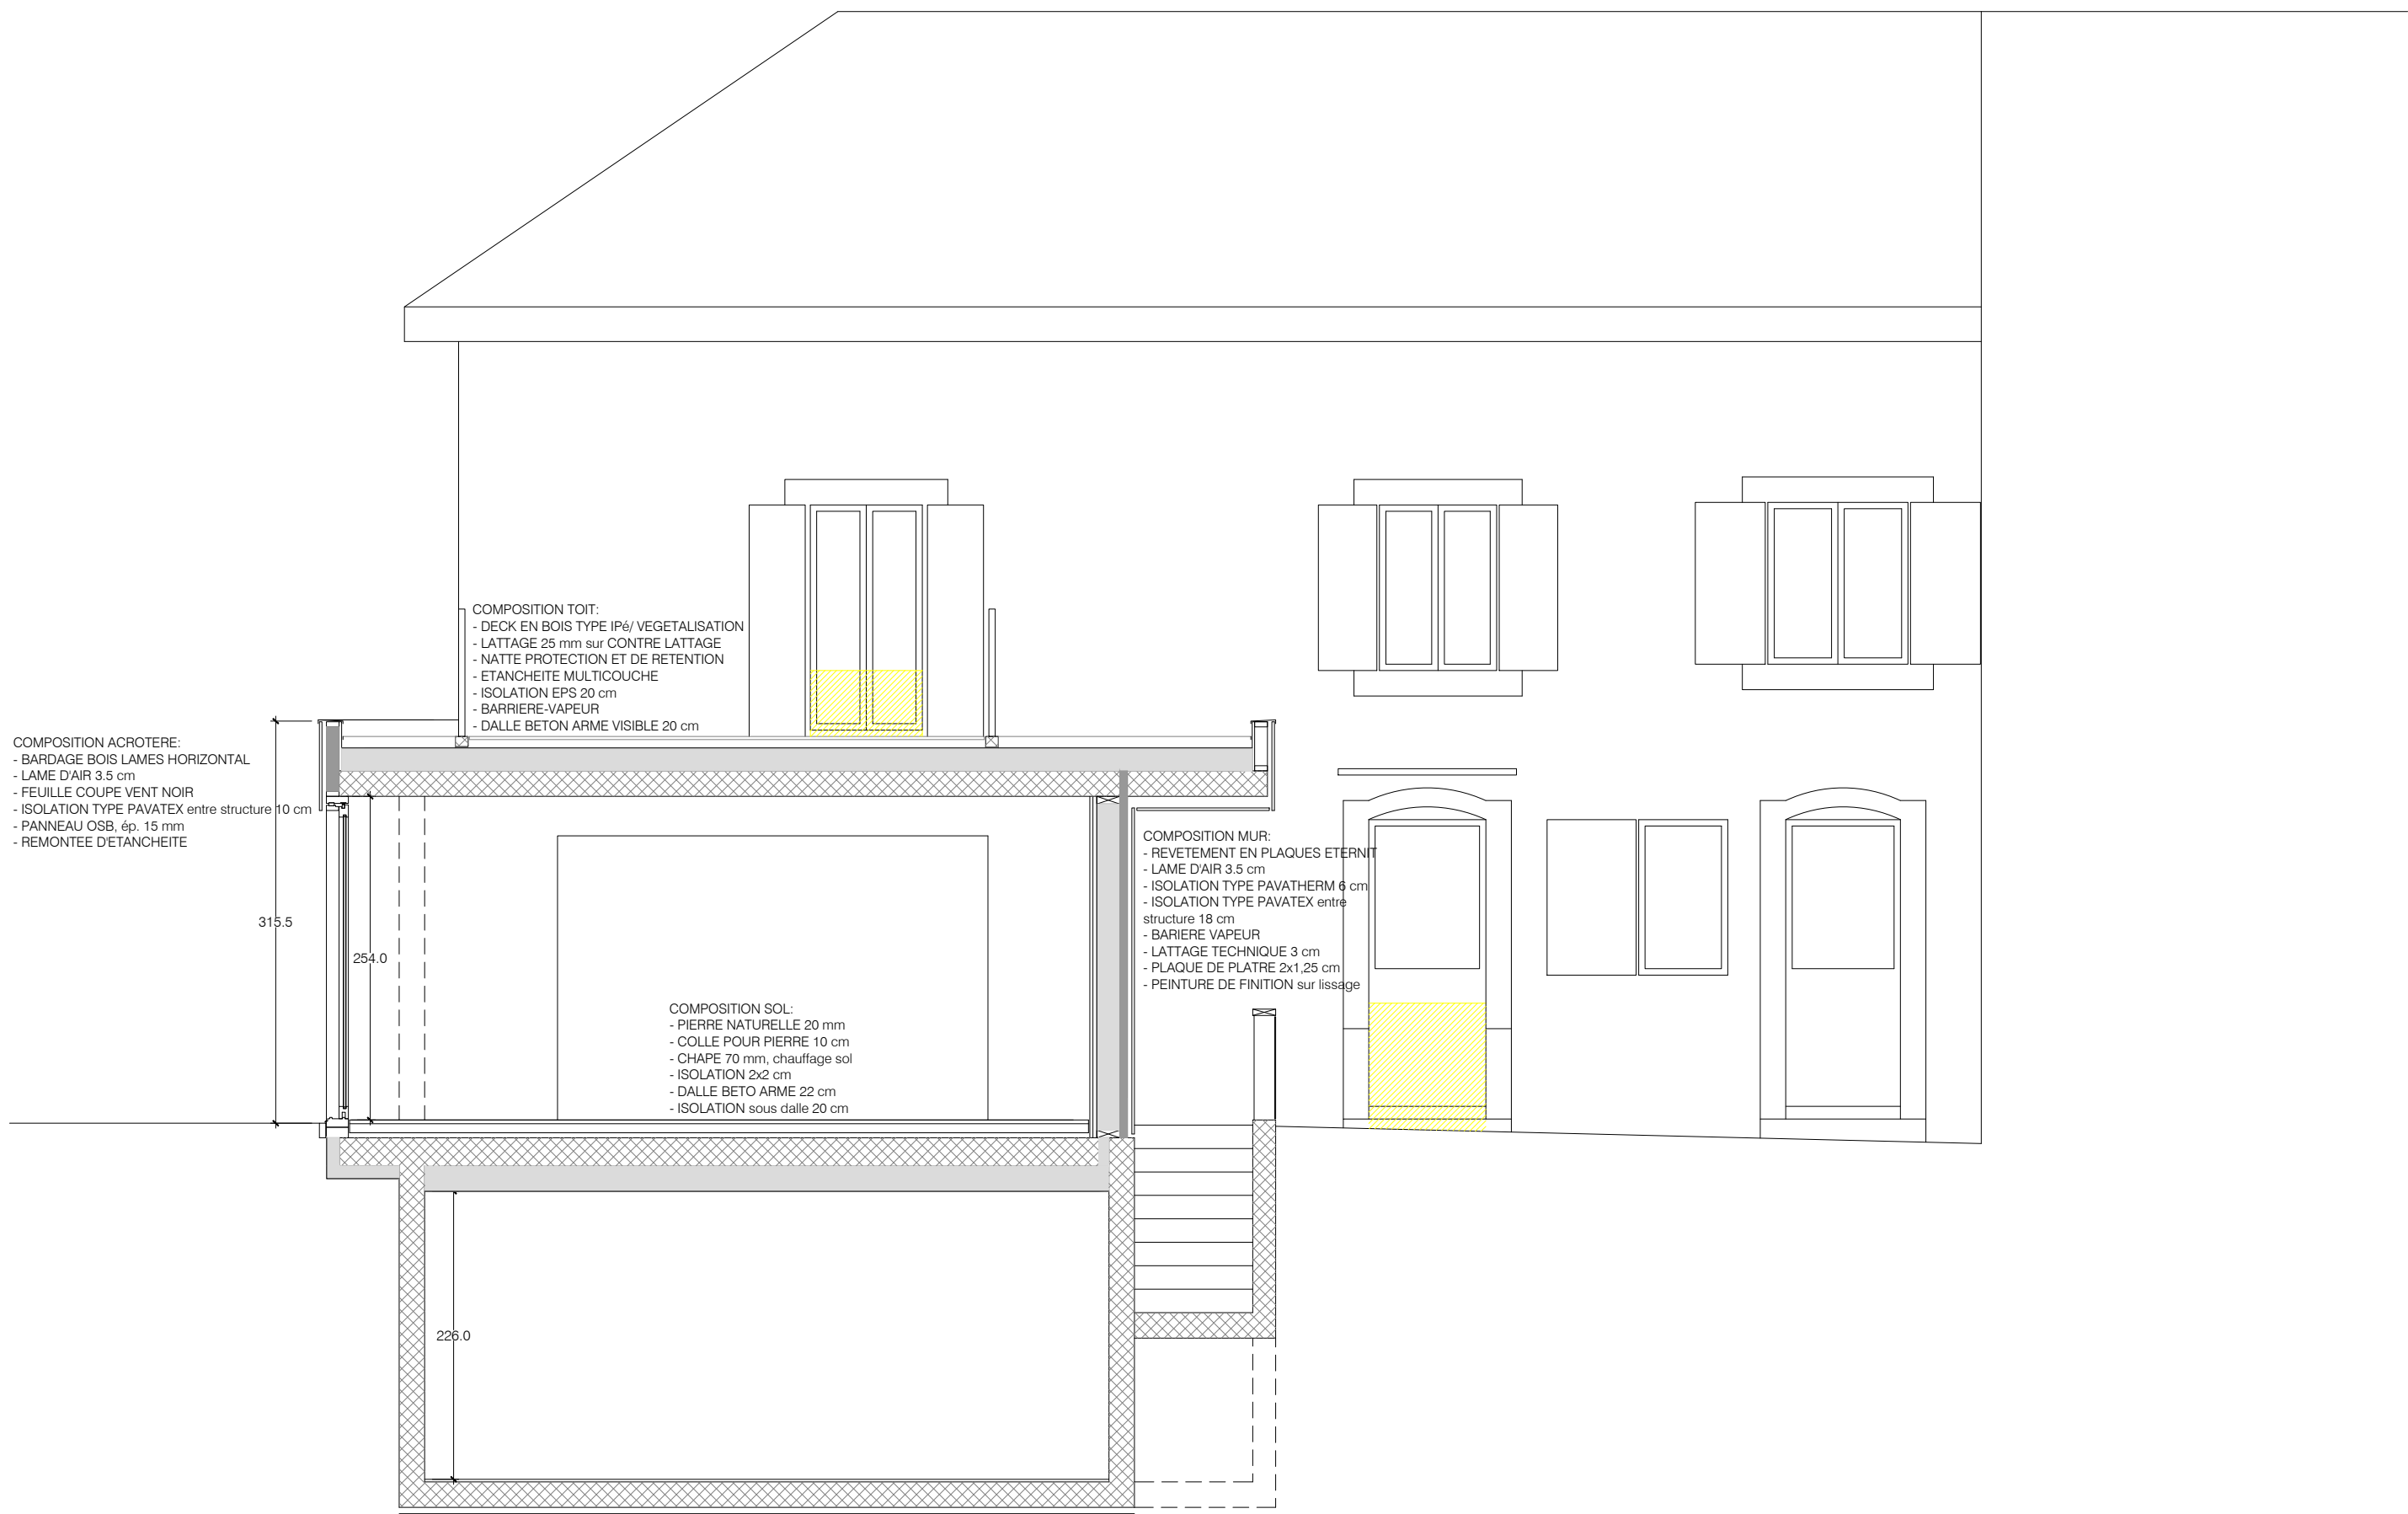 COMPOSITION TOIT:
- DECK EN BOIS TYPE IPé/ VEGETALISATION
- LATTAGE 25 mm sur CONTRE LATTAGE
- NATTE PROTECTION ET DE RETENTION
- ETANCHEITE MULTICOUCHE
- ISOLATION EPS 20 cm
- BARRIERE-VAPEUR
- DALLE BETON ARME VISIBLE 20 cm
COMPOSITION ACROTERE:
- BARDAGE BOIS LAMES HORIZONTAL
- LAME D'AIR 3.5 cm
- FEUILLE COUPE VENT NOIR
- ISOLATION TYPE PAVATEX entre structure 10 cm
- PANNEAU OSB, ép. 15 mm
- REMONTEE D'ETANCHEITE
COMPOSITION MUR:
- REVETEMENT EN PLAQUES ETERNIT
- LAME D'AIR 3.5 cm
- ISOLATION TYPE PAVATHERM 6 cm
- ISOLATION TYPE PAVATEX entre
structure 18 cm
- BARIERE VAPEUR
- LATTAGE TECHNIQUE 3 cm
- PLAQUE DE PLATRE 2x1,25 cm
- PEINTURE DE FINITION sur lissage
315.5
254.0
COMPOSITION SOL:
- PIERRE NATURELLE 20 mm
- COLLE POUR PIERRE 10 cm
- CHAPE 70 mm, chauffage sol
- ISOLATION 2x2 cm
- DALLE BETO ARME 22 cm
- ISOLATION sous dalle 20 cm
226.0